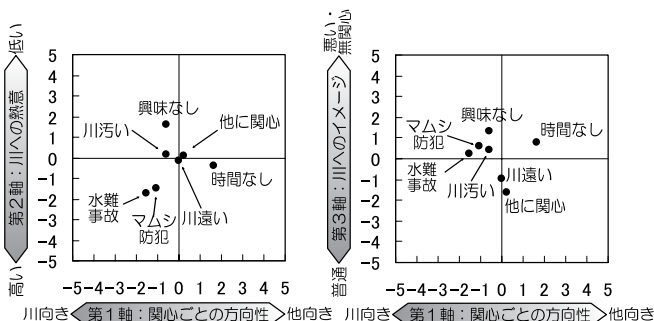 低い
第2軸：川への熱意
高い
5
4
3
2
1
0
-1
-2
-3
-4
-5
興味なし
川汚い
他に関心
時間なし
水難
事故
マムシ
防犯
川遠い
-5-4-3-2-1 0 1 2 3 4 5
川向き 第1軸：関心ごとの方向性 他向き
悪い・
無関心
第3軸：川へのイメージ
普通
5
4
3
2
1
0
-1
-2
-3
-4
-5
興味なし
マムシ
防犯
時間なし
水難
事故
川汚い
川遠い
他に関心
-5-4-3-2-1 0 1 2 3 4 5
川向き 第1軸：関心ごとの方向性 他向き